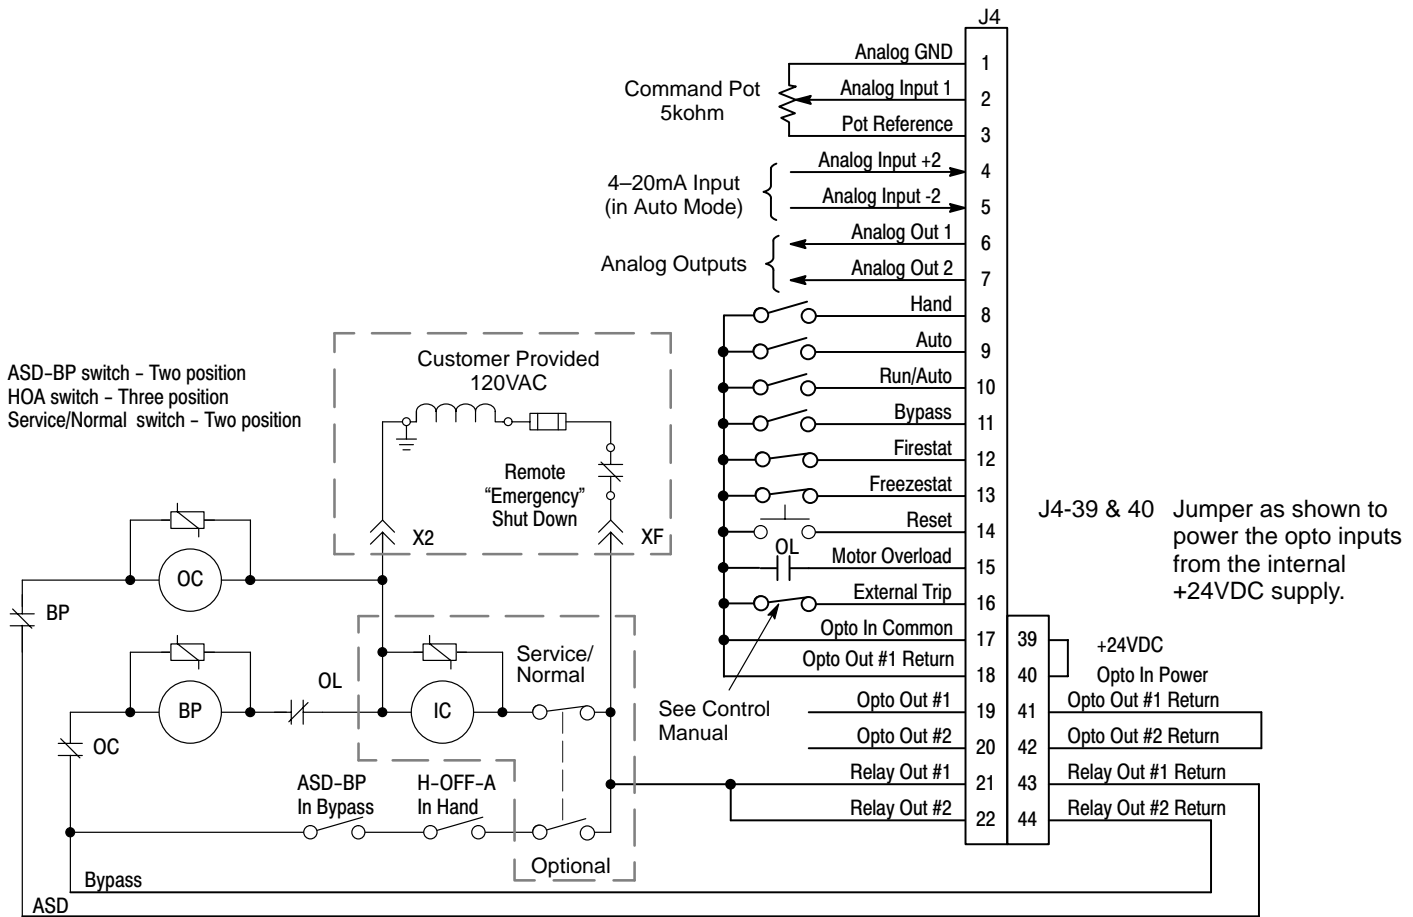 J4
Analog GND 1
Command Pot
5kohm
Analog Input 1 2
Pot Reference 3
4–20mA Input
(in Auto Mode)
Analog Input +2 4
Analog Input -2 5
Analog Outputs
Analog Out 1 6
Analog Out 2 7
Hand 8
Auto 9
Run/Auto 10
Bypass 11
Firestat 12
Freezestat 13
Reset 14
OL Motor Overload 15
External Trip 16
Opto In Common 17
Opto Out #1 Return 18
Opto Out #1 19
Opto Out #2 20
Relay Out #1 21
Relay Out #2 22
39 +24VDC
40 Opto In Power
41 Opto Out #1 Return
42 Opto Out #2 Return
43 Relay Out #1 Return
44 Relay Out #2 Return
J4-39 & 40 Jumper as shown to
power the opto inputs
from the internal
+24VDC supply.
See Control
Manual
ASD-BP switch - Two position
HOA switch - Three position
Service/Normal switch - Two position
Customer Provided
120VAC
Remote
“Emergency”
Shut Down
X2
XF
OC
BP
BP
OL
OC
IC
Service/
Normal
ASD-BP
In Bypass
H-OFF-A
In Hand
Optional
Bypass
ASD